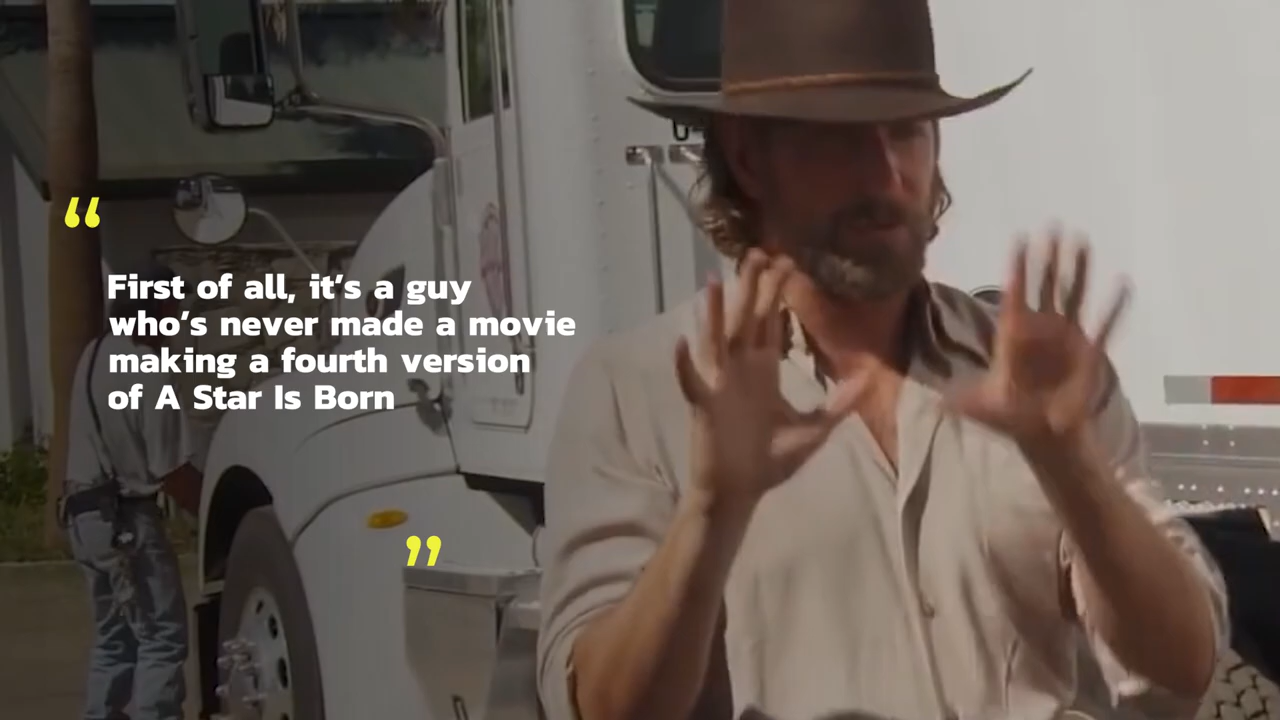 “
First of all, it’s a guy
who’s never made a movie
making a fourth version
of A Star Is Born
”